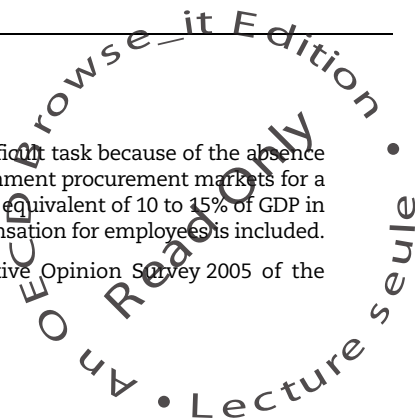 ficult task because of the absence
nment procurement markets for a
equivalent of 10 to 15% of GDP in
nsation for employees is included.
tive Opinion Survey 2005 of the
An OECD Browse_it Edition
Read Only
• Lecture seule •